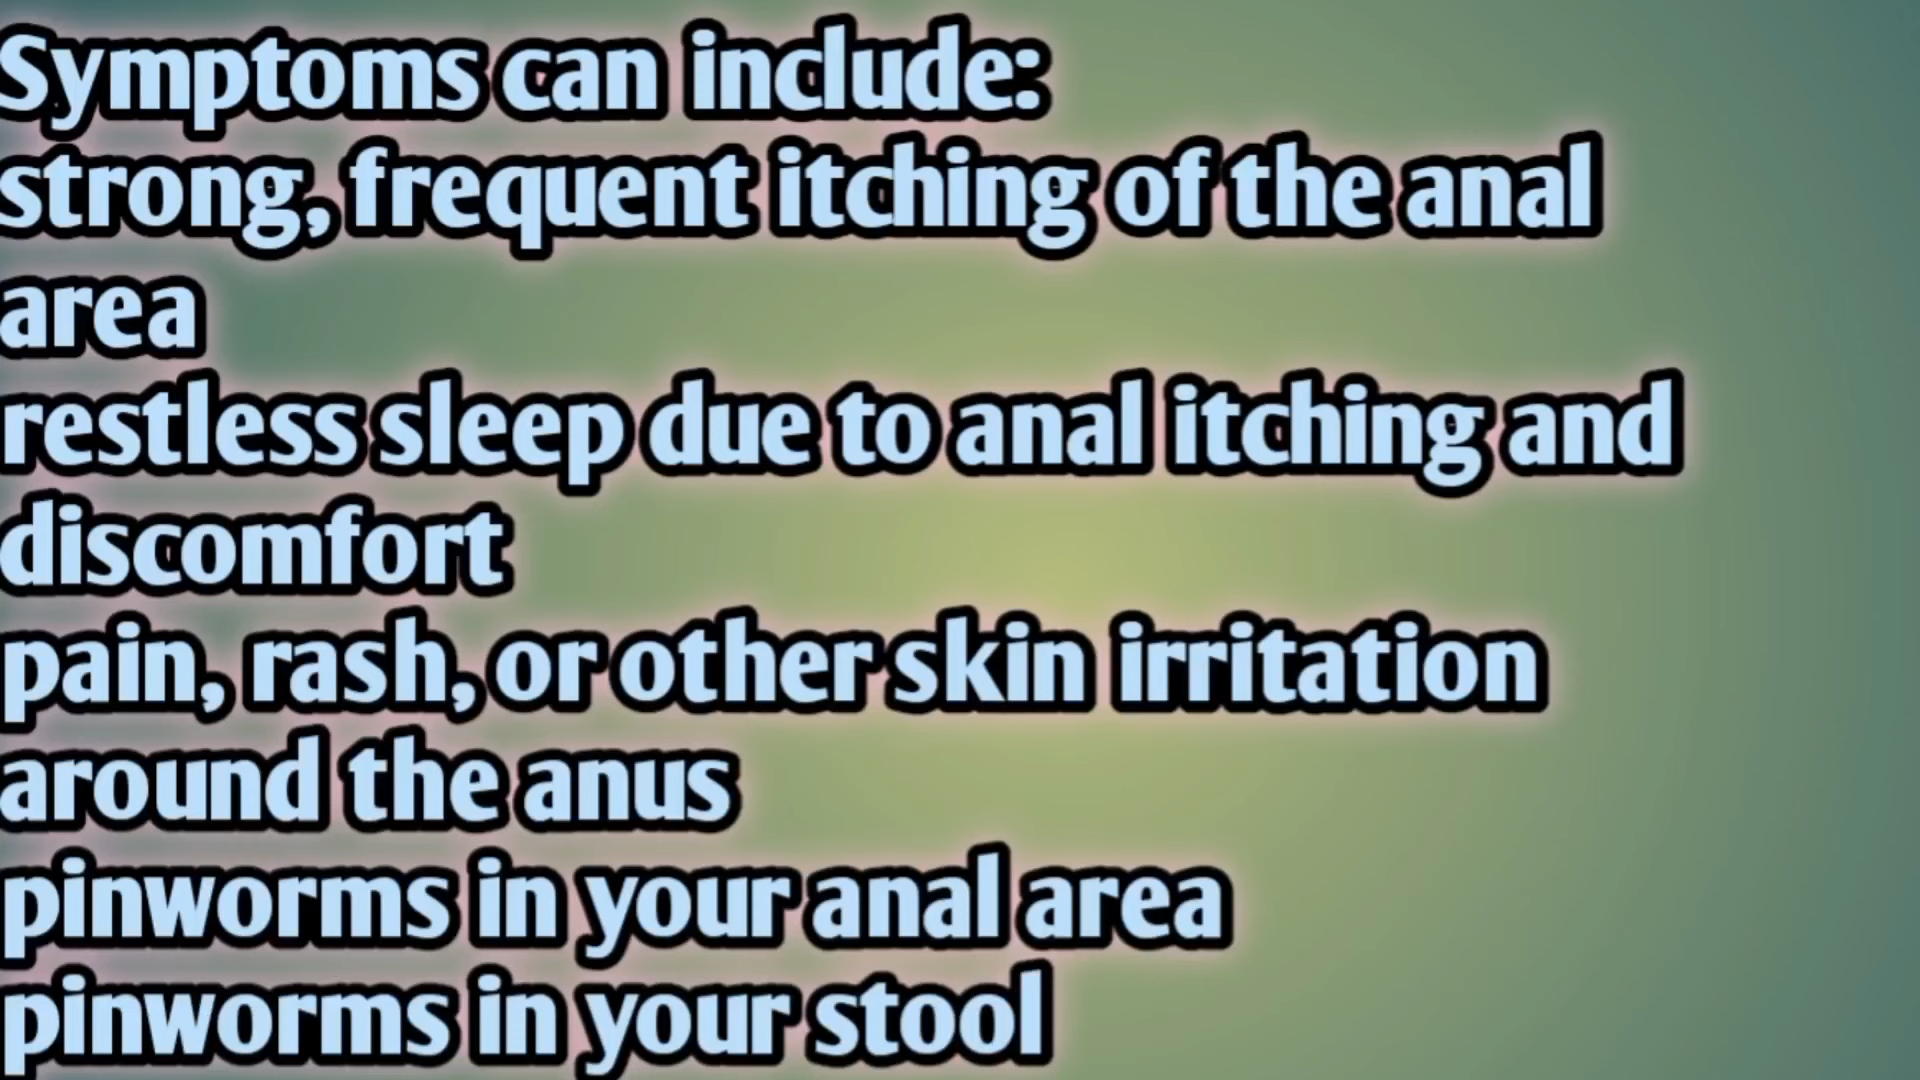 Symptoms can include:
strong, frequent itching of the anal
area
restless sleep due to anal itching and
discomfort
pain, rash, or other skin irritation
around the anus
pinworms in your anal area
pinworms in your stool